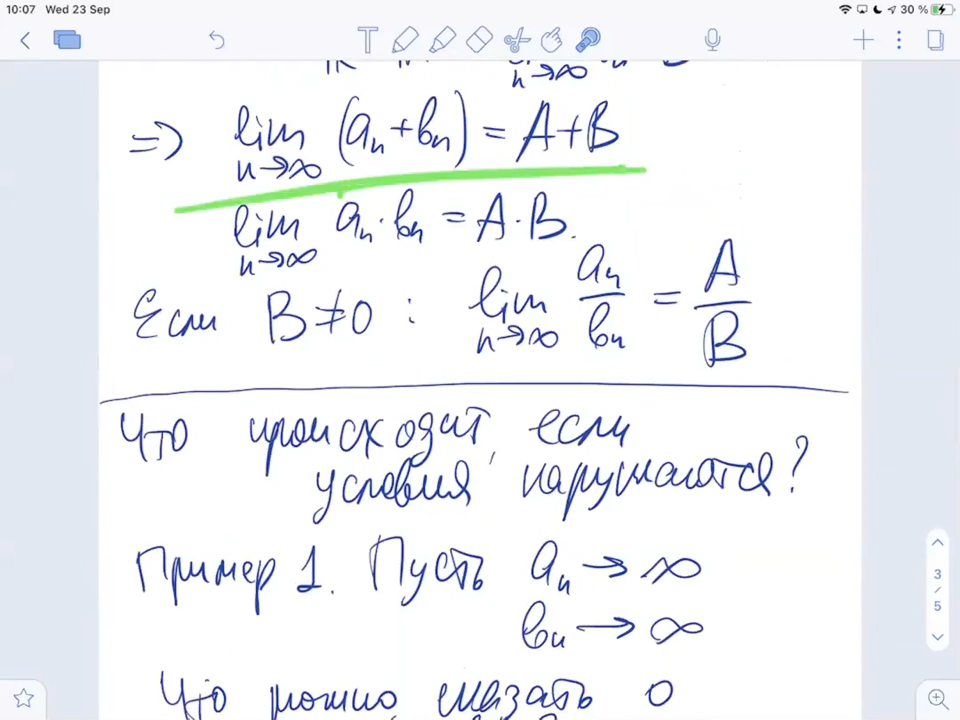 10:07 Wed 23 Sep
30 %
n→∞
=> lim (aₙ+bₙ) = A+B
n→∞
lim aₙ·bₙ = A·B.
n→∞
Если B≠0 : lim aₙ/bₙ = A/B
n→∞
Что происходит, если
условия нарушаются?
Пример 1. Пусть aₙ → ∞
bₙ → ∞
Что можно сказать о
3
/
5